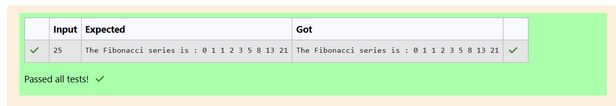 Input Expected Got
25 The Fibonacci series is : 0 1 1 2 3 5 8 13 21 The Fibonacci series is : 0 1 1 2 3 5 8 13 21
Passed all tests!